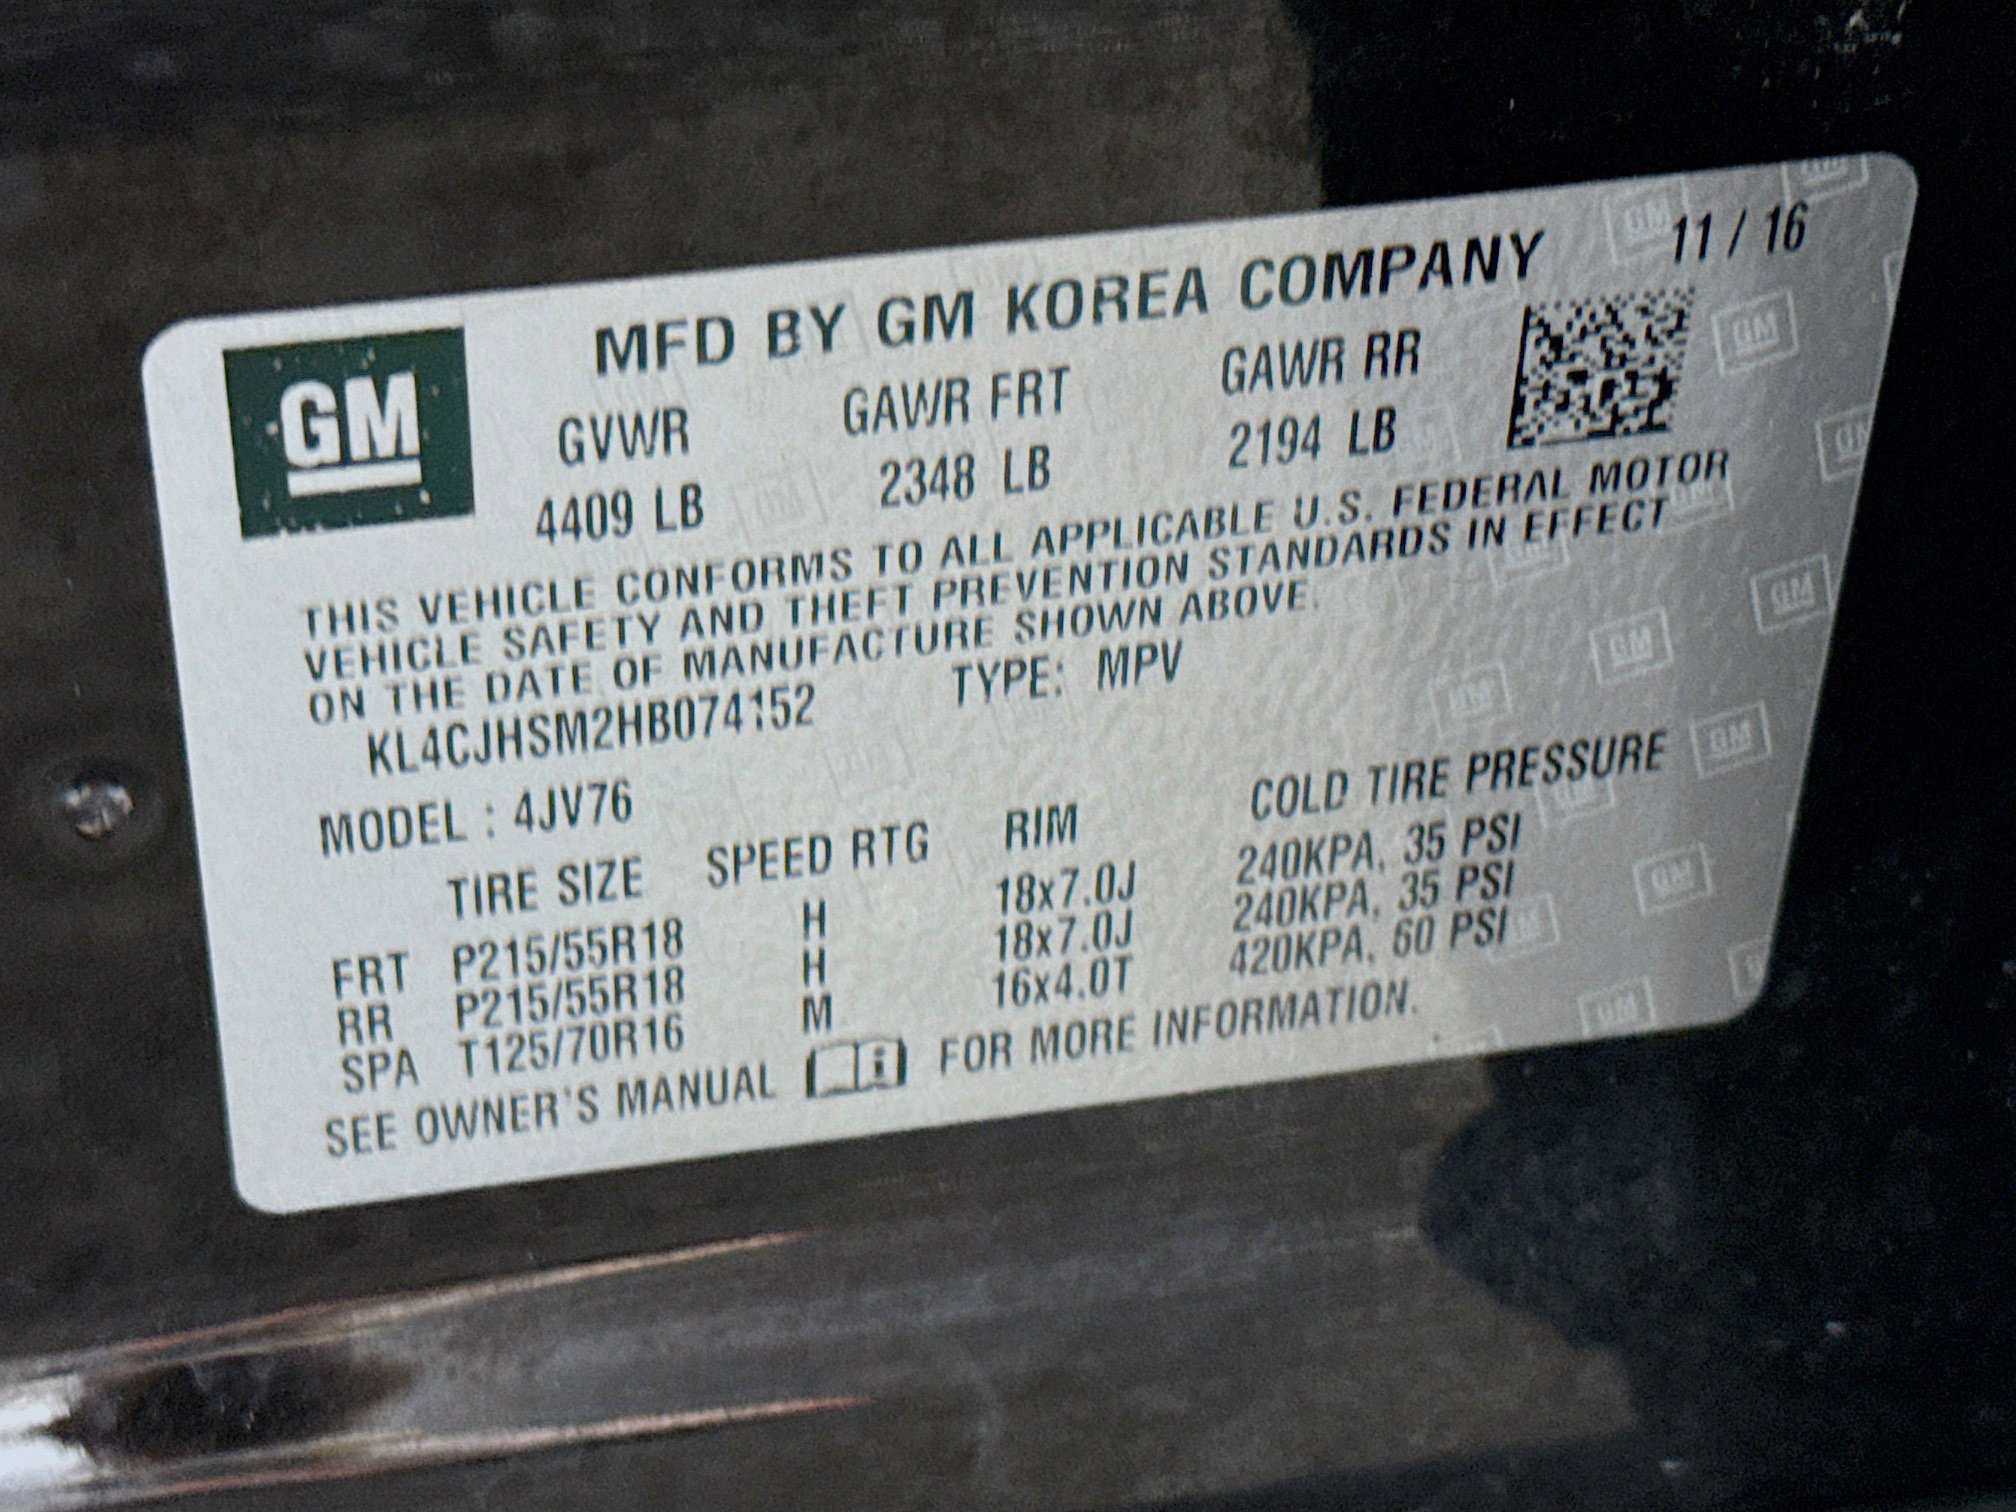 MFD BY GM KOREA COMPANY 11 / 16
GM
GVWR GAWR FRT GAWR RR
4409 LB 2348 LB 2194 LB
THIS VEHICLE CONFORMS TO ALL APPLICABLE U.S. FEDERAL MOTOR
VEHICLE SAFETY AND THEFT PREVENTION STANDARDS IN EFFECT
ON THE DATE OF MANUFACTURE SHOWN ABOVE.
KL4CJHSM2HB074152 TYPE: MPV
MODEL : 4JV76
TIRE SIZE SPEED RTG RIM COLD TIRE PRESSURE
FRT P215/55R18 H 18x7.0J 240KPA, 35 PSI
RR P215/55R18 H 18x7.0J 240KPA, 35 PSI
SPA T125/70R16 M 16x4.0T 420KPA, 60 PSI
SEE OWNER'S MANUAL i FOR MORE INFORMATION.